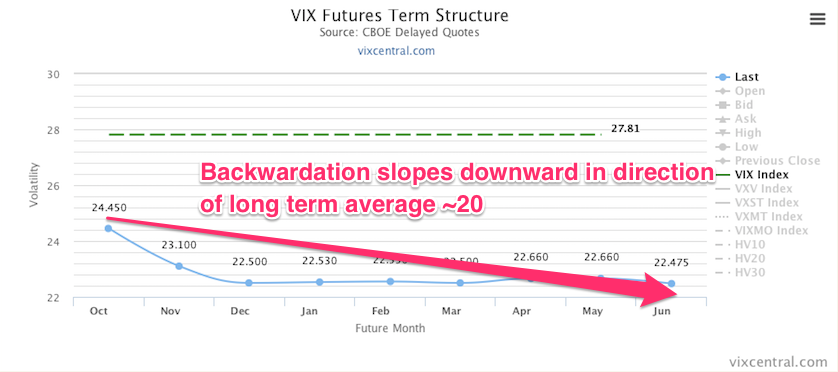 VIX Futures Term Structure
Source: CBOE Delayed Quotes
vixcentral.com
30
28
26
24
22
Volatility
27.81
Backwardation slopes downward in direction
of long term average ~20
24.450
23.100
22.500
22.530
22.500
22.660
22.660
22.475
Oct
Nov
Dec
Jan
Feb
Mar
Apr
May
Jun
Future Month
Last
Open
Bid
Ask
High
Low
Previous Close
VIX Index
VXV Index
VXST Index
VXMT Index
VIXMO Index
HV10
HV20
HV30
vixcentral.com